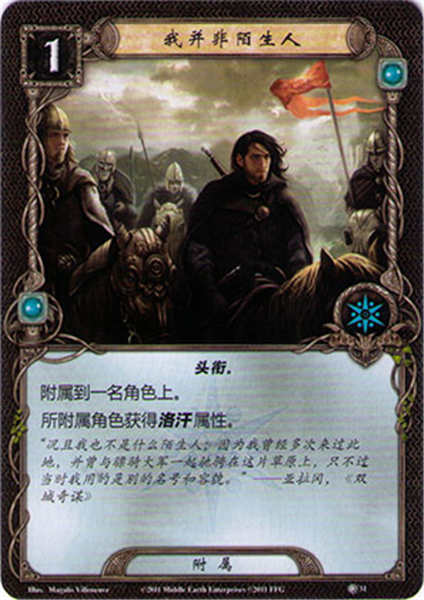 1
我并非陌生人
头衔。
附属到一名角色上。
所附属角色获得洛汗属性。
“况且我也不是什么陌生人；因为我曾经多次来过此
地，并曾与骠骑大军一起驰骋在这片草原上，只不过
当时我用的是别的名号和容貌。”——亚拉冈，《双
城奇谋》
附属
Illus. Magalis Villeneuve
©2011 Middle Earth Enterprises ©2011 FFG
31